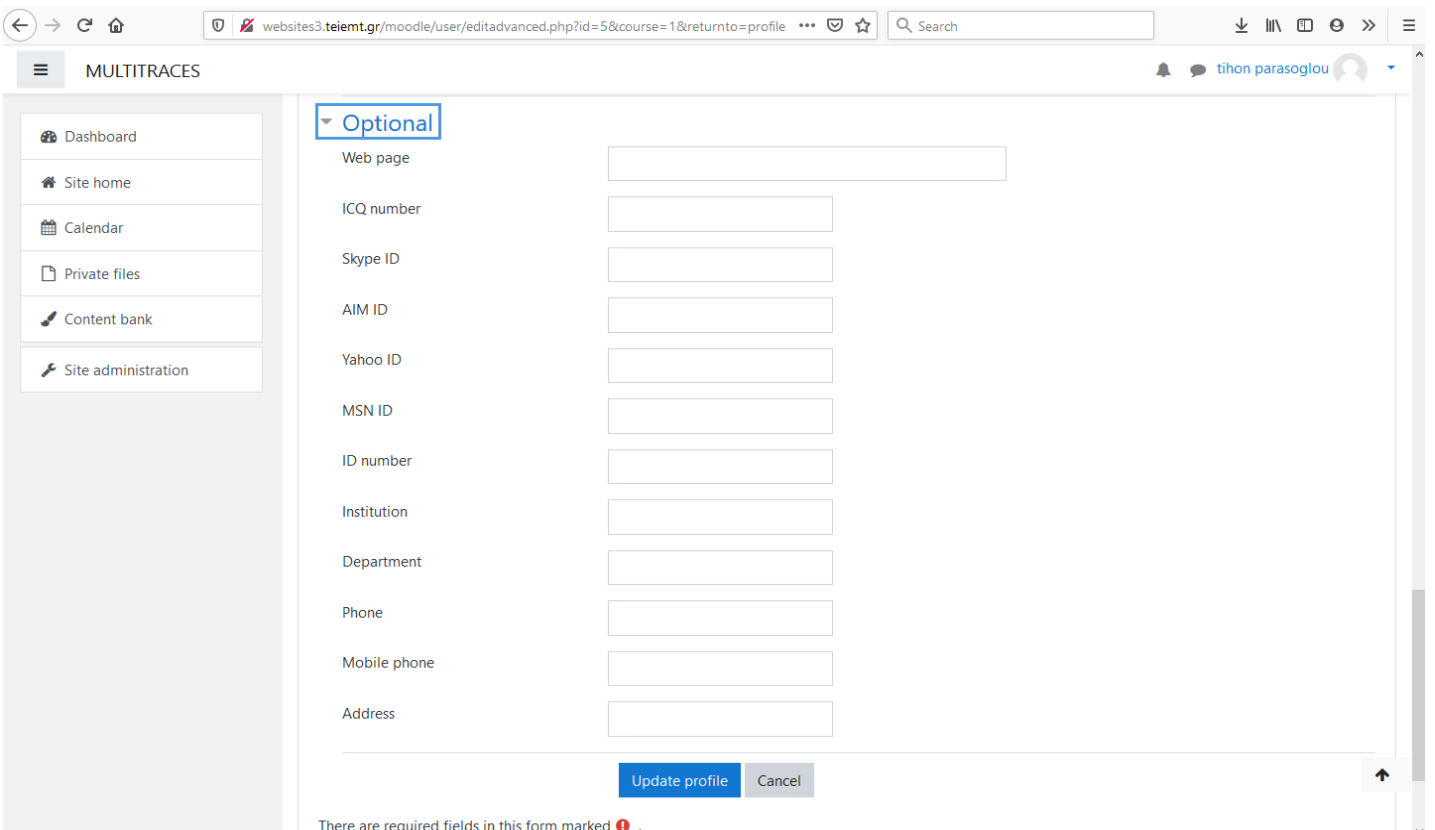 websites3.teiemt.gr/moodle/user/editadvanced.php?id=5&course=1&returnto=profile
Search
MULTITRACES
tihon parasoglou
Dashboard
Site home
Calendar
Private files
Content bank
Site administration
Optional
Web page
ICQ number
Skype ID
AIM ID
Yahoo ID
MSN ID
ID number
Institution
Department
Phone
Mobile phone
Address
Update profile
Cancel
There are required fields in this form marked .